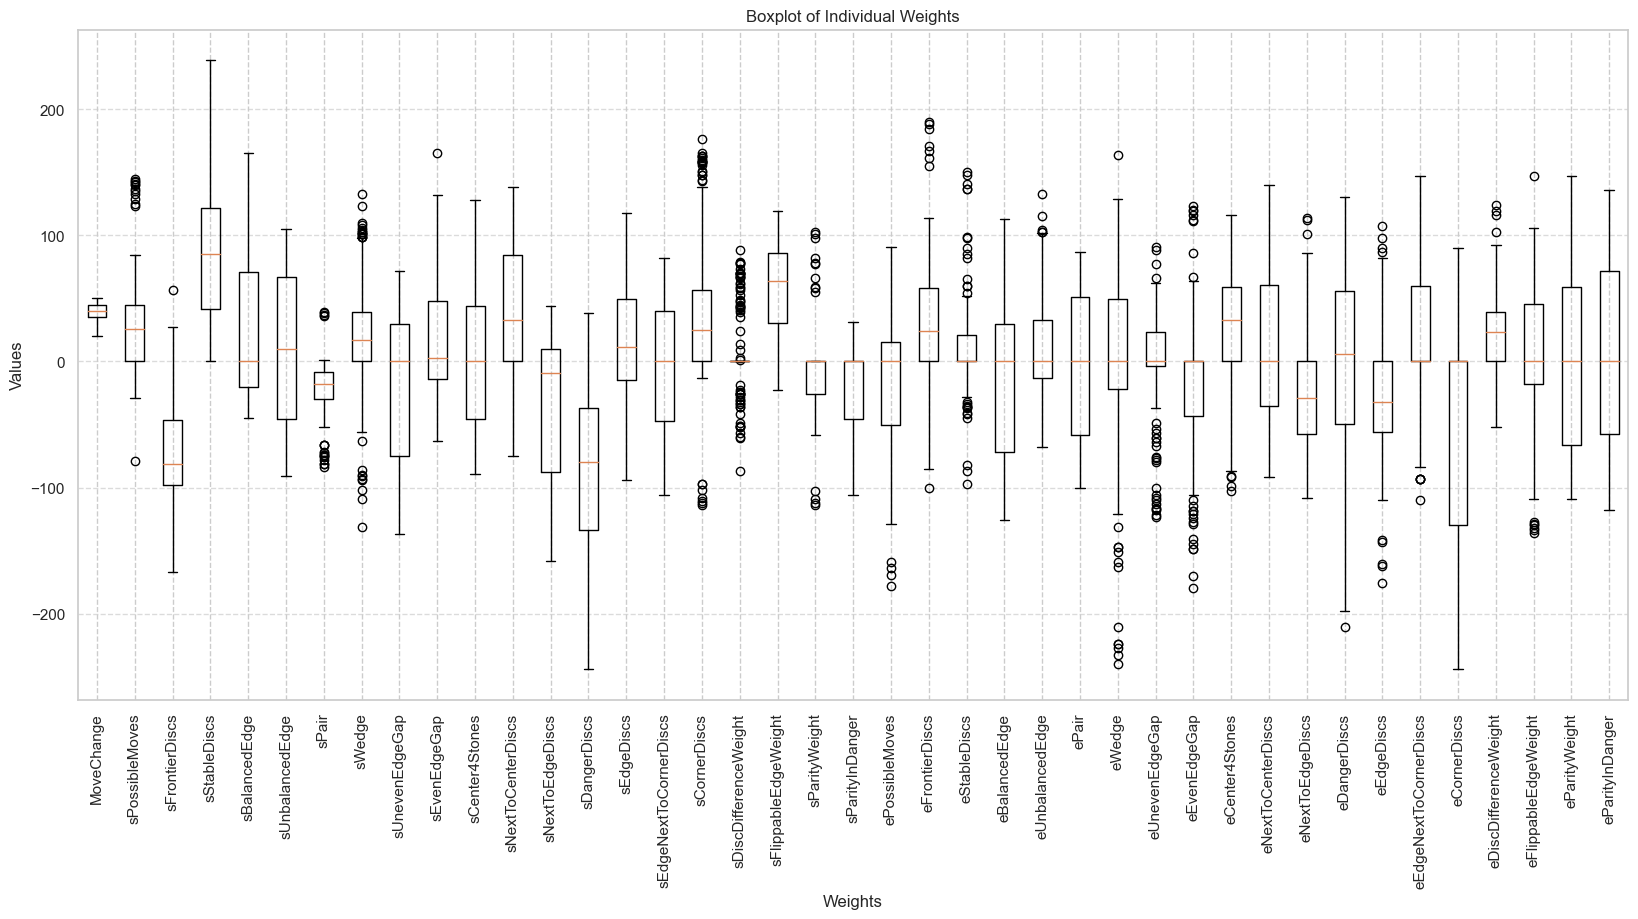 Boxplot of Individual Weights
Values
200
100
0
−100
−200
MoveChange
sPossibleMoves
sFrontierDiscs
sStableDiscs
sBalancedEdge
sUnbalancedEdge
sPair
sWedge
sUnevenEdgeGap
sEvenEdgeGap
sCenter4Stones
sNextToCenterDiscs
sNextToEdgeDiscs
sDangerDiscs
sEdgeDiscs
sEdgeNextToCornerDiscs
sCornerDiscs
sDiscDifferenceWeight
sFlippableEdgeWeight
sParityWeight
sParityInDanger
ePossibleMoves
eFrontierDiscs
eStableDiscs
eBalancedEdge
eUnbalancedEdge
ePair
eWedge
eUnevenEdgeGap
eEvenEdgeGap
eCenter4Stones
eNextToCenterDiscs
eNextToEdgeDiscs
eDangerDiscs
eEdgeDiscs
eEdgeNextToCornerDiscs
eCornerDiscs
eDiscDifferenceWeight
eFlippableEdgeWeight
eParityWeight
eParityInDanger
Weights